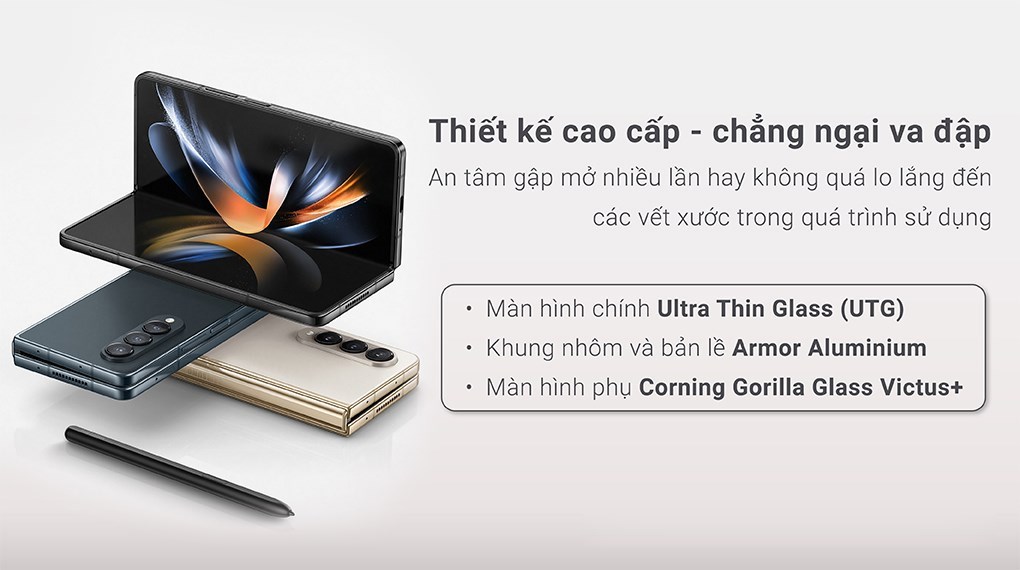 Thiết kế cao cấp - chẳng ngại va đập
An tâm gập mở nhiều lần hay không quá lo lắng đến
các vết xước trong quá trình sử dụng
• Màn hình chính Ultra Thin Glass (UTG)
• Khung nhôm và bản lề Armor Aluminium
• Màn hình phụ Corning Gorilla Glass Victus+